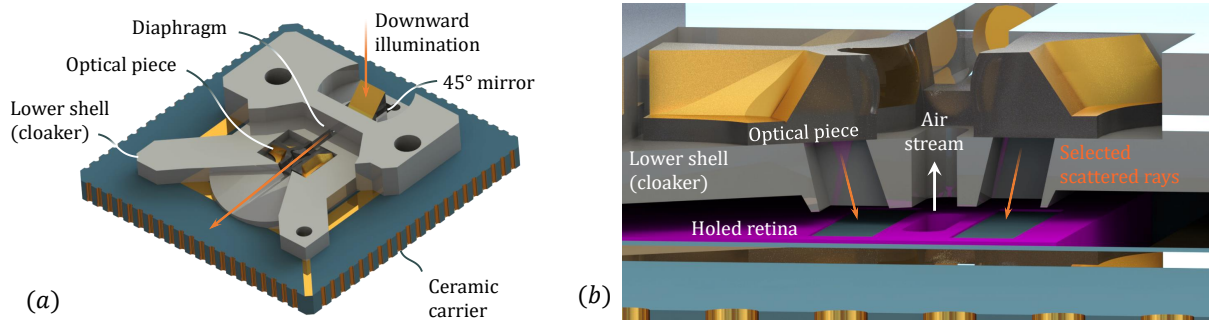 Diaphragm
Downward
illumination
Optical piece
45° mirror
Lower shell
(cloaker)
(a)
Ceramic
carrier
Optical piece
Air
stream
Lower shell
(cloaker)
Selected
scattered rays
Holed retina
(b)